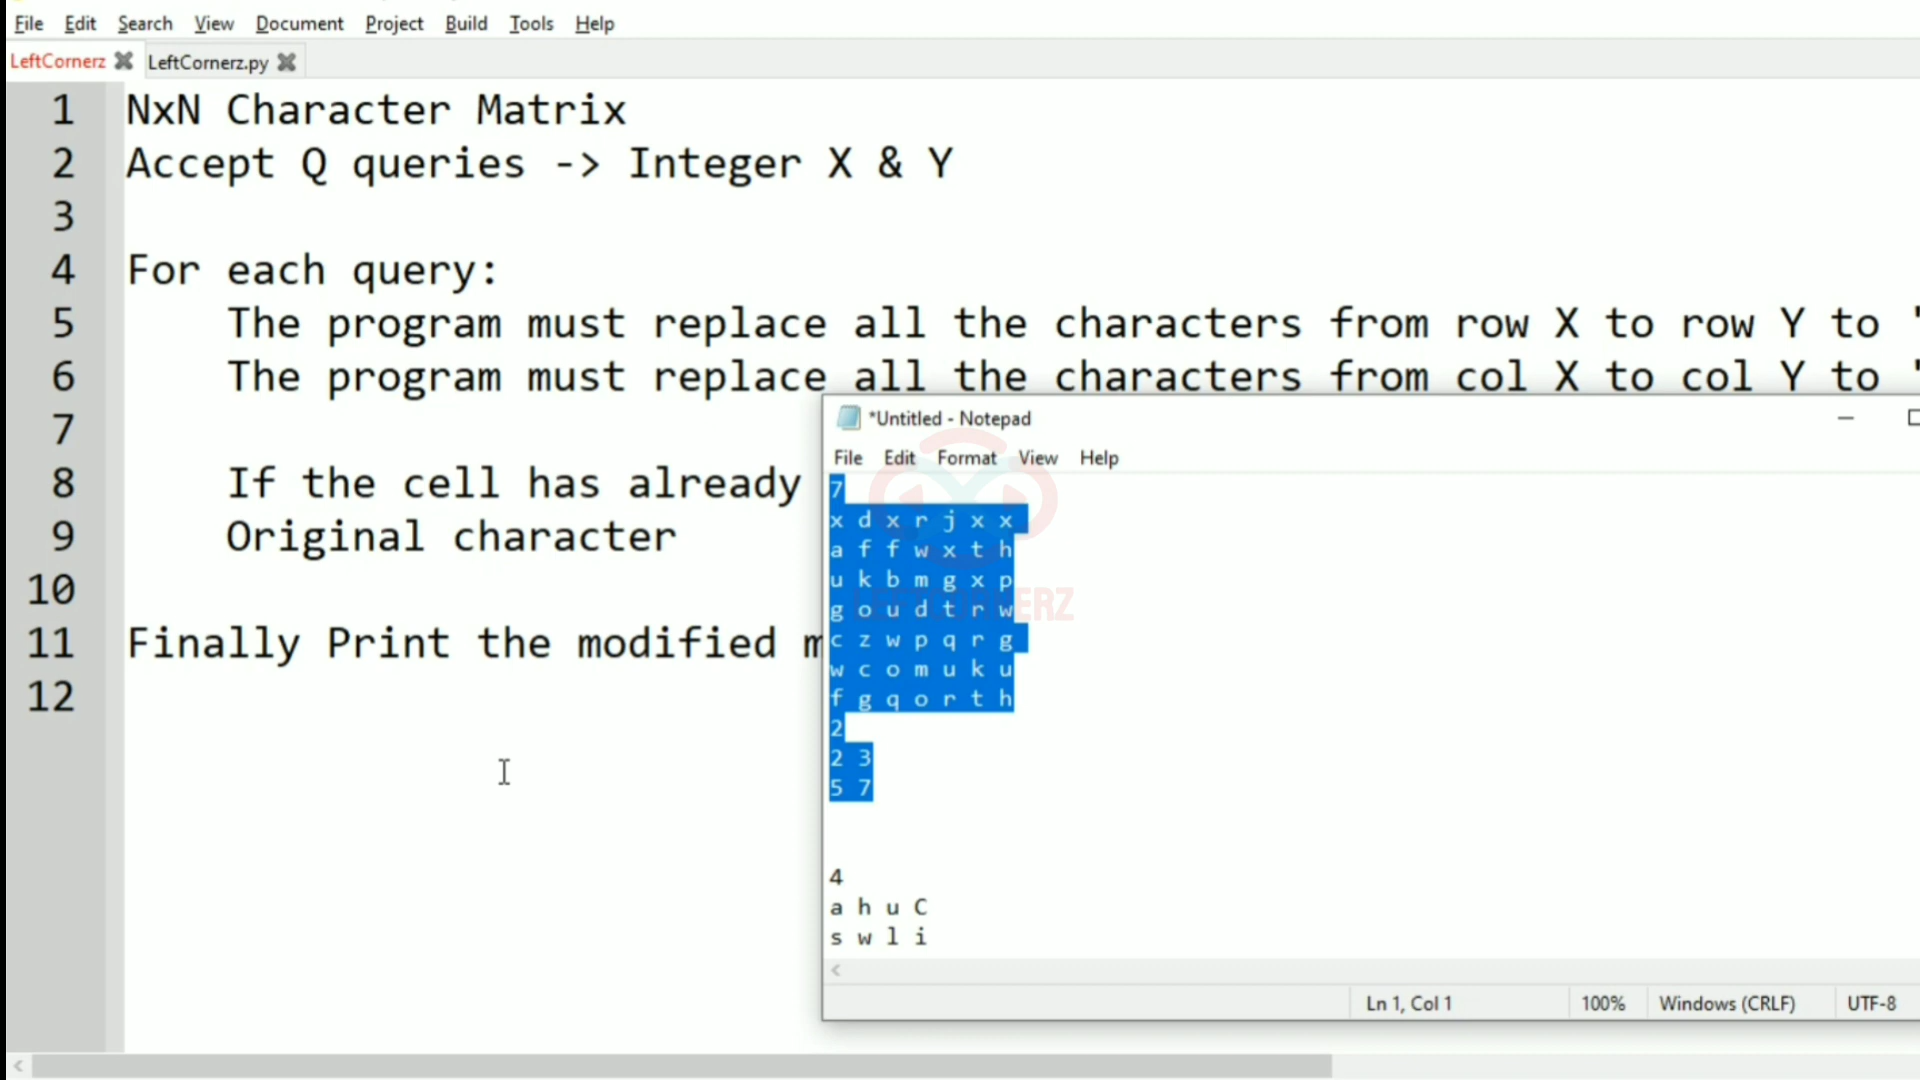 File Edit Search View Document Project Build Tools Help
LeftCornerz LeftCornerz.py
1 NxN Character Matrix
2 Accept Q queries -> Integer X & Y
3
4 For each query:
5 The program must replace all the characters from row X to row Y to '
6 The program must replace all the characters from col X to col Y to '
7
8 If the cell has already
9 Original character
10
11 Finally Print the modified m
12
*Untitled - Notepad
File Edit Format View Help
7
x d x r j x x
a f f w x t h
u k b m g x p
g o u d t r w
c z w p q r g
w c o m u k u
f g q o r t h
2
2 3
5 7
4
a h u C
s w l i
Ln 1, Col 1 100% Windows (CRLF) UTF-8
LEFTCORNERZ